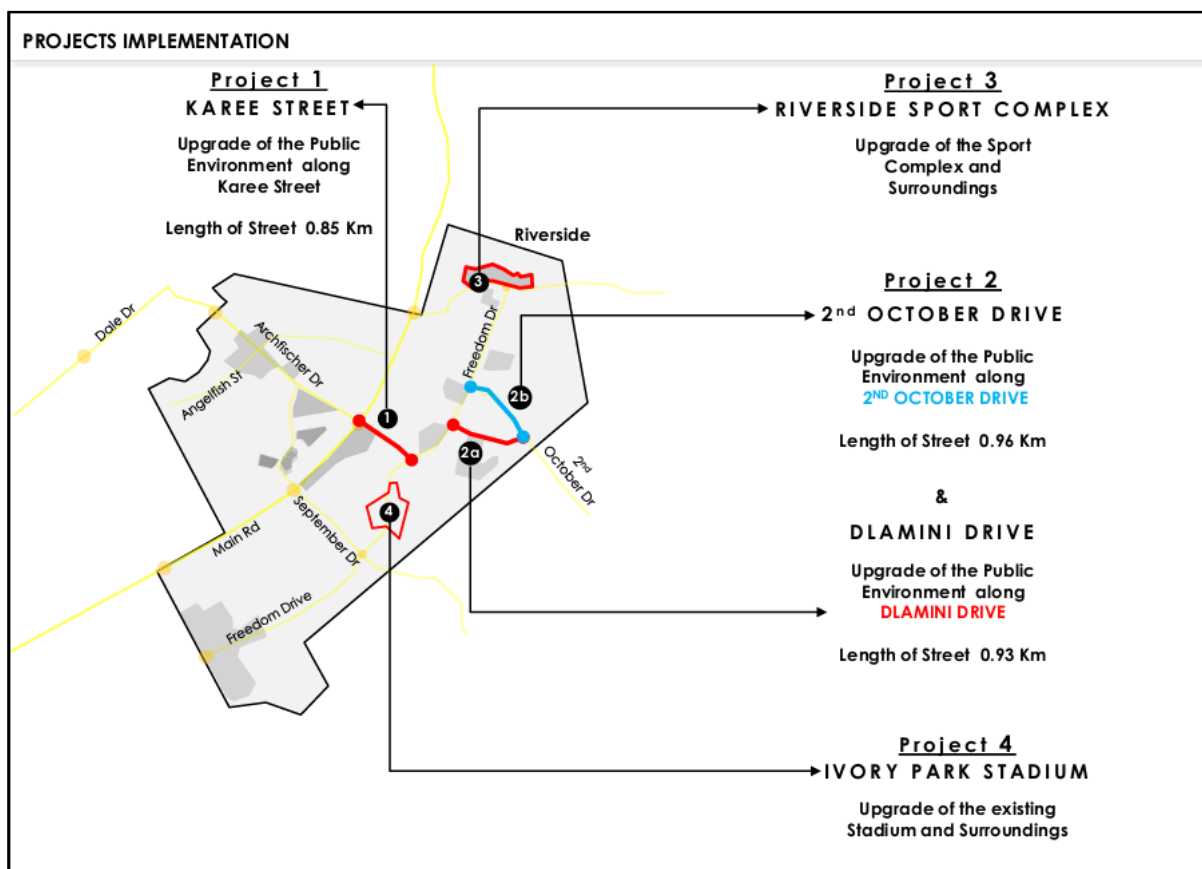 PROJECTS IMPLEMENTATION
Project 1
KAREE STREET
Upgrade of the Public
Environment along
Karee Street
Length of Street 0.85 Km
Project 3
RIVERSIDE SPORT COMPLEX
Upgrade of the Sport
Complex and
Surroundings
Project 2
2nd OCTOBER DRIVE
Upgrade of the Public
Environment along
2ND OCTOBER DRIVE
Length of Street 0.96 Km
&
DLAMINI DRIVE
Upgrade of the Public
Environment along
DLAMINI DRIVE
Length of Street 0.93 Km
Project 4
IVORY PARK STADIUM
Upgrade of the existing
Stadium and Surroundings
Riverside
3
Dale Dr
Archfischer Dr
Freedom Dr
Angelfish St
2b
1
2a
2nd
October Dr
4
September Dr
Main Rd
Freedom Drive